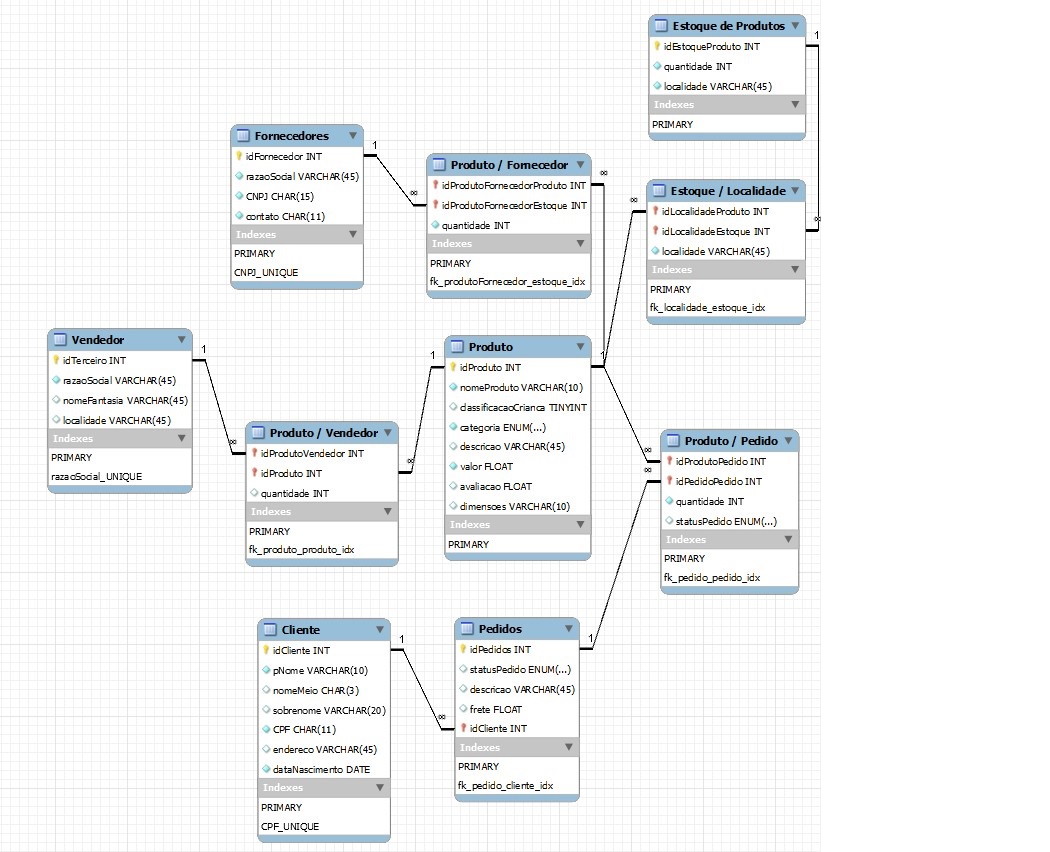 Estoque de Produtos
idEstoqueProduto INT
quantidade INT
localidade VARCHAR(45)
Indexes
PRIMARY
1
Fornecedores
idFornecedor INT
razaoSocial VARCHAR(45)
CNPJ CHAR(15)
contato CHAR(11)
Indexes
PRIMARY
CNPJ_UNIQUE
1
∞
Produto / Fornecedor
idProdutoFornecedorProduto INT
idProdutoFornecedorEstoque INT
quantidade INT
Indexes
PRIMARY
fk_produtoFornecedor_estoque_idx
∞
∞
Estoque / Localidade
idLocalidadeProduto INT
idLocalidadeEstoque INT
localidade VARCHAR(45)
Indexes
PRIMARY
fk_localidade_estoque_idx
∞
Vendedor
idTerceiro INT
razaoSocial VARCHAR(45)
nomeFantasia VARCHAR(45)
localidade VARCHAR(45)
Indexes
PRIMARY
razaoSocial_UNIQUE
1
∞
Produto / Vendedor
idProdutoVendedor INT
idProduto INT
quantidade INT
Indexes
PRIMARY
fk_produto_produto_idx
∞
1
Produto
idProduto INT
nomeProduto VARCHAR(10)
classificacaoCrianca TINYINT
categoria ENUM(...)
descricao VARCHAR(45)
valor FLOAT
avaliacao FLOAT
dimensoes VARCHAR(10)
Indexes
PRIMARY
1
∞
∞
Produto / Pedido
idProdutoPedido INT
idPedidoPedido INT
quantidade INT
statusPedido ENUM(...)
Indexes
PRIMARY
fk_pedido_pedido_idx
Cliente
idCliente INT
pNome VARCHAR(10)
nomeMeio CHAR(3)
sobrenome VARCHAR(20)
CPF CHAR(11)
endereco VARCHAR(45)
dataNascimento DATE
Indexes
PRIMARY
CPF_UNIQUE
1
∞
Pedidos
idPedidos INT
statusPedido ENUM(...)
descricao VARCHAR(45)
frete FLOAT
idCliente INT
Indexes
PRIMARY
fk_pedido_cliente_idx
1